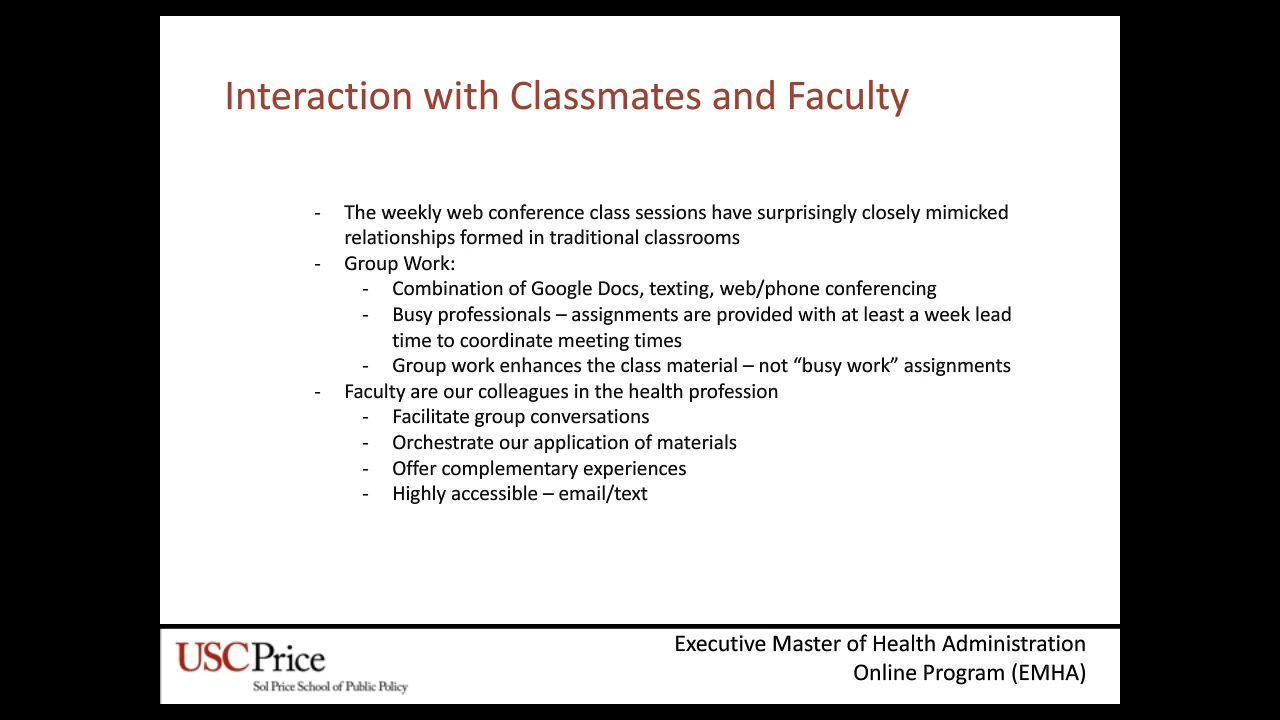 Interaction with Classmates and Faculty
- The weekly web conference class sessions have surprisingly closely mimicked
relationships formed in traditional classrooms
- Group Work:
- Combination of Google Docs, texting, web/phone conferencing
- Busy professionals – assignments are provided with at least a week lead
time to coordinate meeting times
- Group work enhances the class material – not “busy work” assignments
- Faculty are our colleagues in the health profession
- Facilitate group conversations
- Orchestrate our application of materials
- Offer complementary experiences
- Highly accessible – email/text
USCPrice
Sol Price School of Public Policy
Executive Master of Health Administration
Online Program (EMHA)